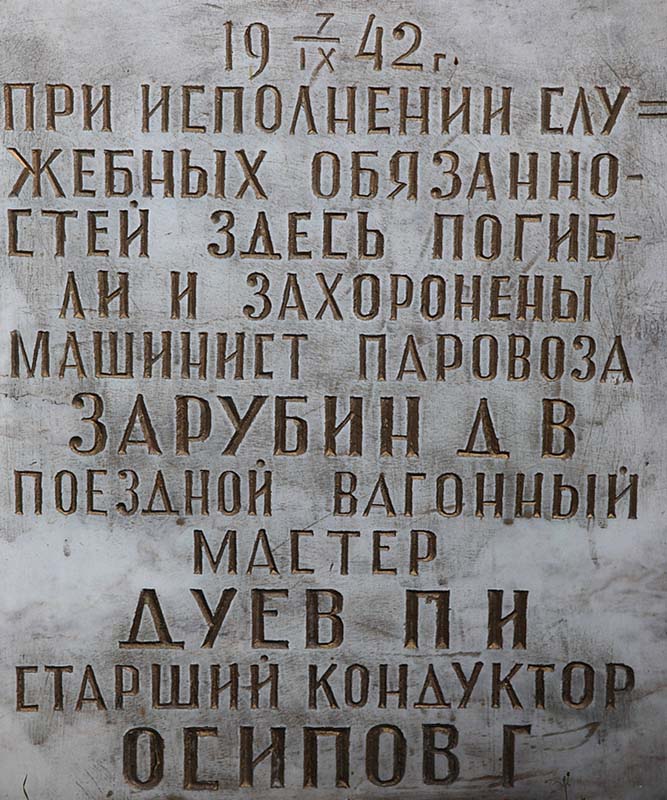 19 7/IX 42 г.
ПРИ ИСПОЛНЕНИИ СЛУ=
ЖЕБНЫХ ОБЯЗАННО-
СТЕЙ ЗДЕСЬ ПОГИБ-
ЛИ И ЗАХОРОНЕНЫ
МАШИНИСТ ПАРОВОЗА
ЗАРУБИН Д В
ПОЕЗДНОЙ ВАГОННЫЙ
МАСТЕР
ДУЕВ П И
СТАРШИЙ КОНДУКТОР
ОСИПОВ Г